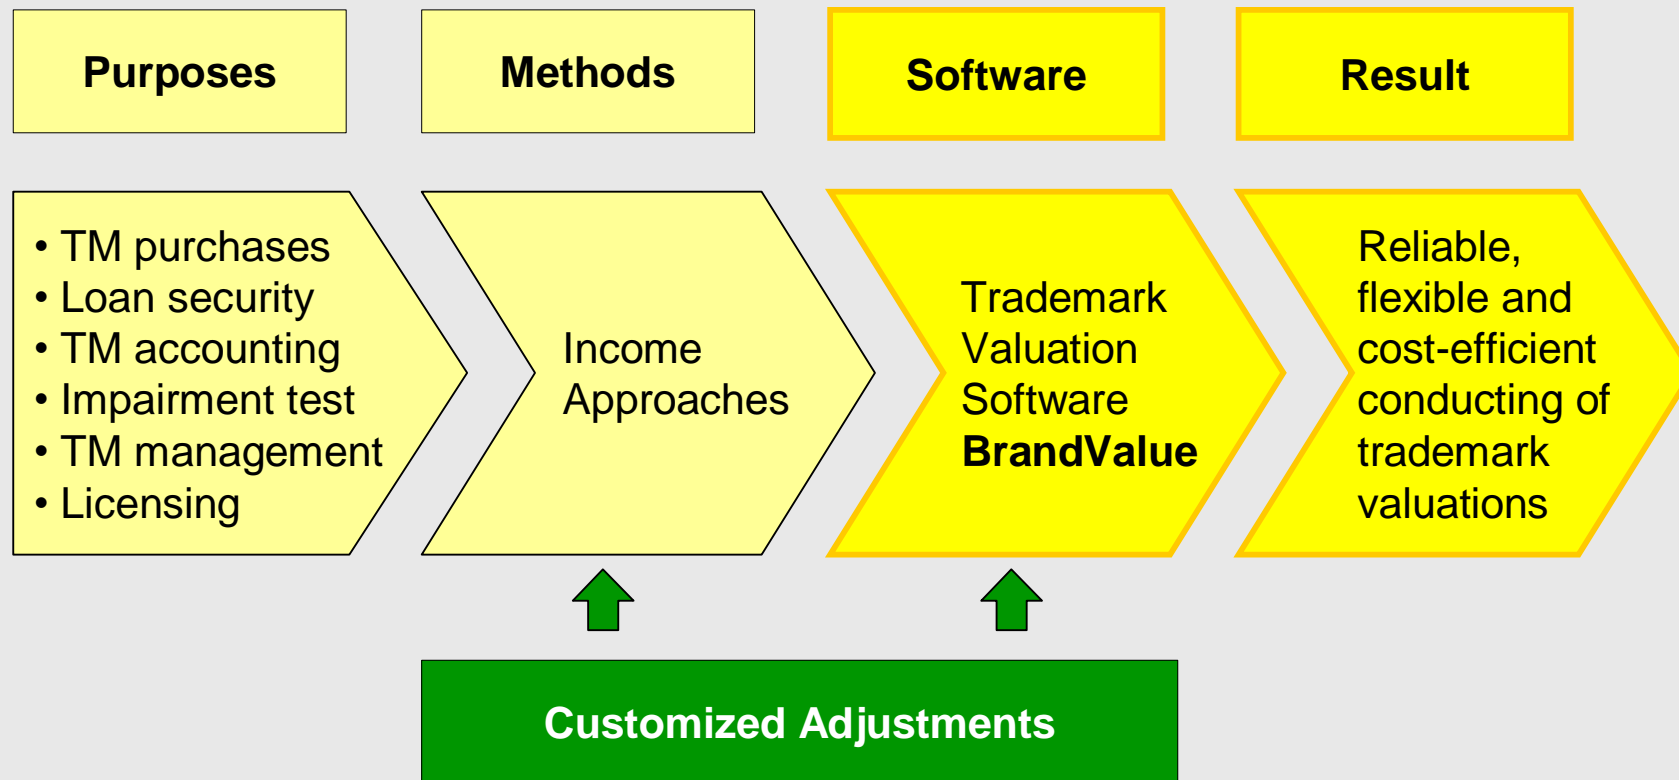 Purposes
Methods
Software
Result
• TM purchases
• Loan security
• TM accounting
• Impairment test
• TM management
• Licensing
Income
Approaches
Trademark
Valuation
Software
BrandValue
Reliable,
flexible and
cost-efficient
conducting of
trademark
valuations
Customized Adjustments